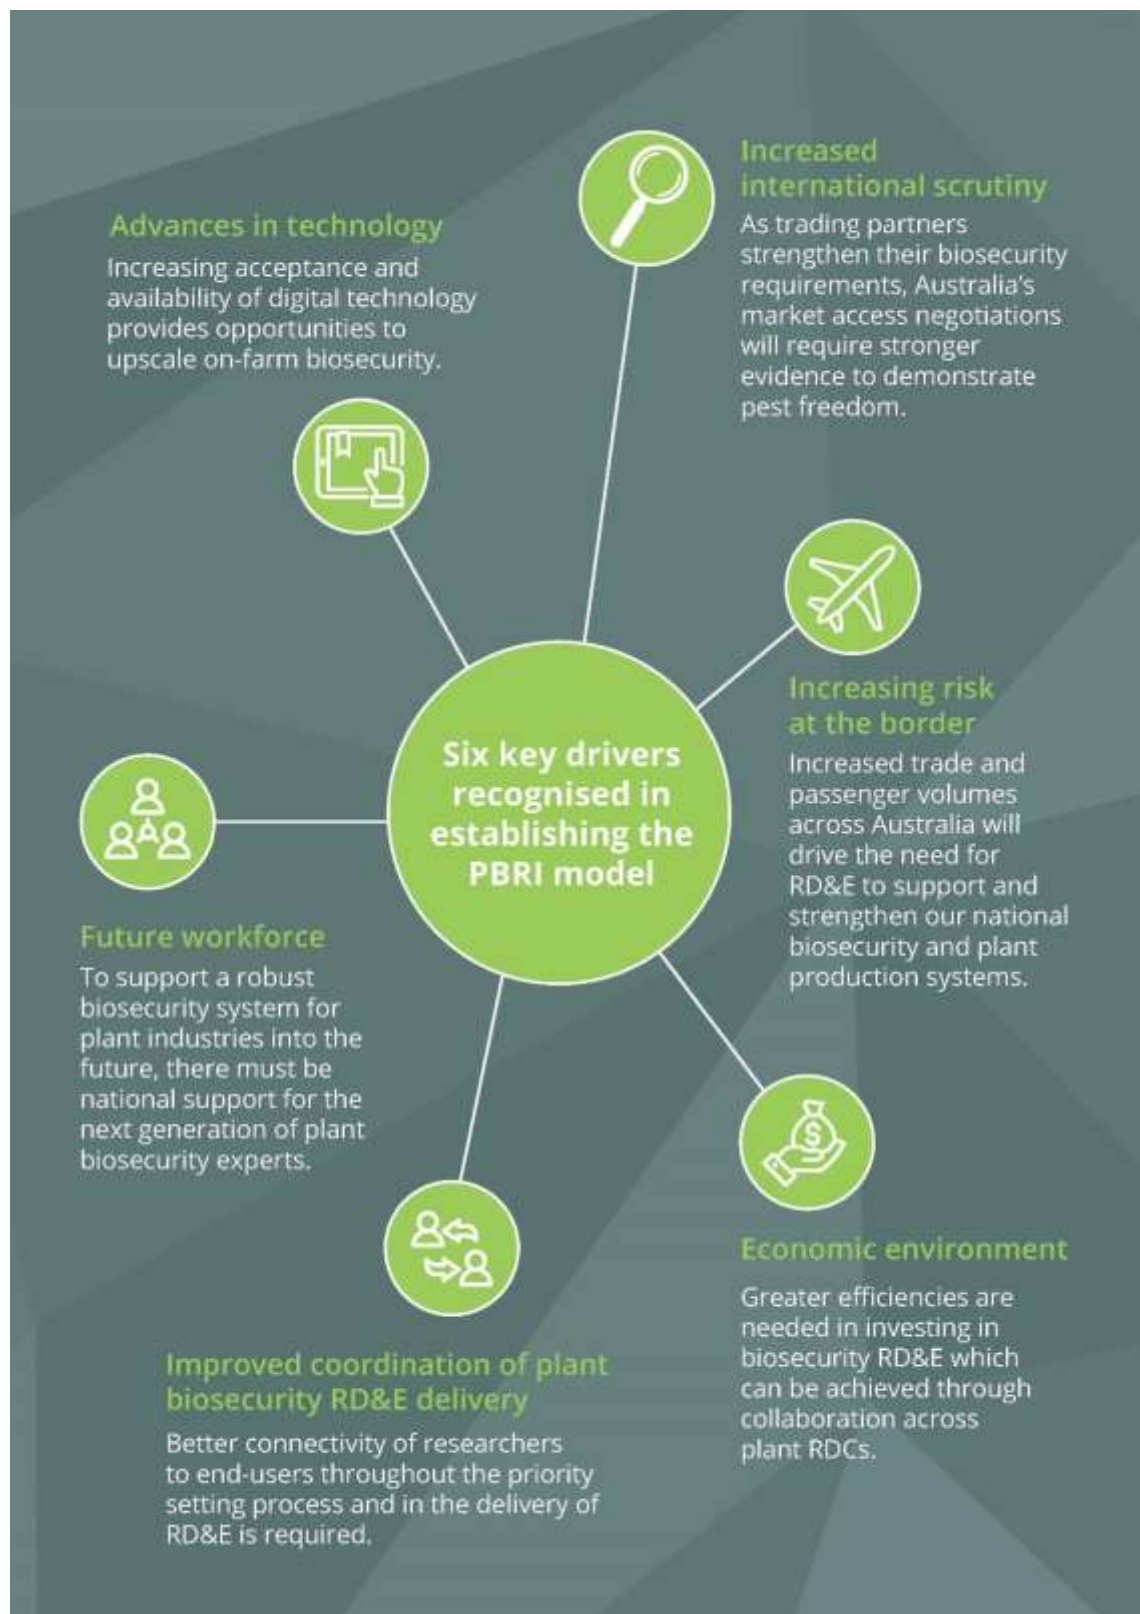 Increased
international scrutiny
As trading partners
strengthen their biosecurity
requirements, Australia's
market access negotiations
will require stronger
evidence to demonstrate
pest freedom.
Advances in technology
Increasing acceptance and
availability of digital technology
provides opportunities to
upscale on-farm biosecurity.
Increasing risk
at the border
Increased trade and
passenger volumes
across Australia will
drive the need for
RD&E to support and
strengthen our national
biosecurity and plant
production systems.
Six key drivers
recognised in
establishing the
PBRI model
Future workforce
To support a robust
biosecurity system for
plant industries into the
future, there must be
national support for the
next generation of plant
biosecurity experts.
$
Economic environment
Greater efficiencies are
needed in investing in
biosecurity RD&E which
can be achieved through
collaboration across
plant RDCs.
Improved coordination of plant
biosecurity RD&E delivery
Better connectivity of researchers
to end-users throughout the priority
setting process and in the delivery of
RD&E is required.